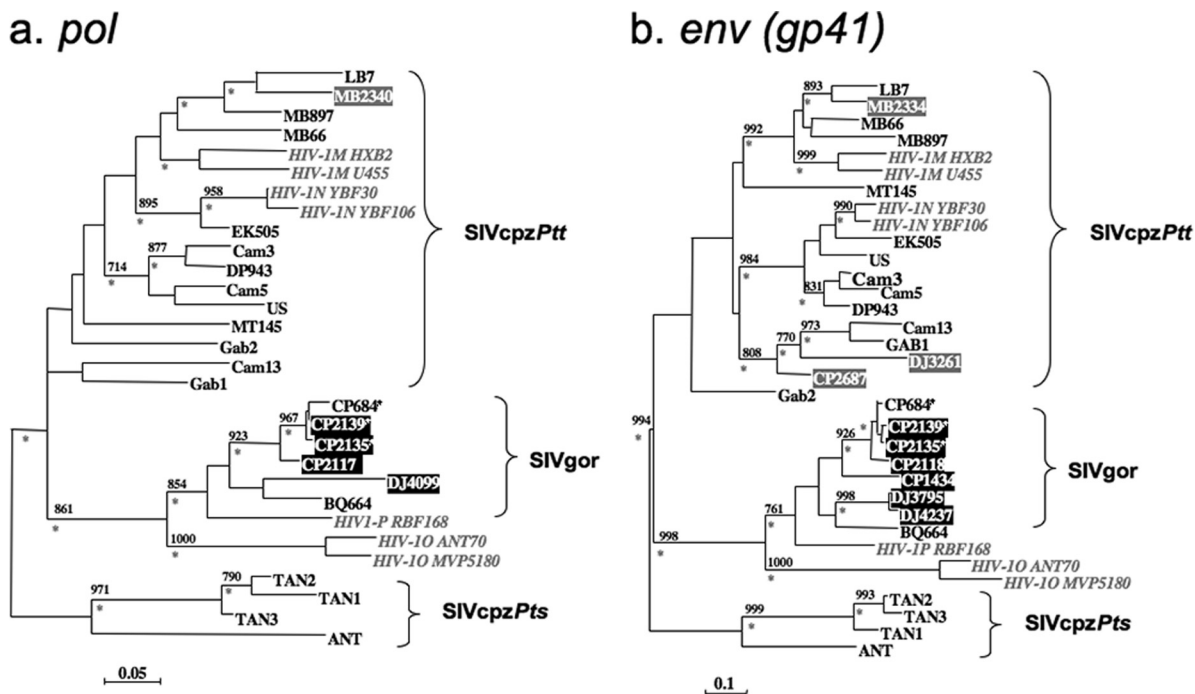 a. pol
LB7
MB2340
*
*
MB897
*
MB66
HIV-1M HXB2
*
HIV-1M U455
958
HIV-1N YBF30
895
*
*
HIV-1N YBF106
EK505
SIVcpzPtt
877
Cam3
714
*
DP943
*
Cam5
US
MT145
Gab2
Cam13
Gab1
CP684*
967
CP2139*
923
*
CP2135*
*
*
CP2117
854
DJ4099
SIVgor
*
BQ664
861
HIV1-P RBF168
*
1000
HIV-1O ANT70
*
HIV-1O MVP5180
790
TAN2
971
*
TAN1
*
TAN3
SIVcpzPts
ANT
0.05
b. env (gp41)
893
LB7
*
MB2334
992
MB66
*
MB897
999
HIV-1M HXB2
*
*
HIV-1M U455
MT145
990
HIV-1N YBF30
*
HIV-1N YBF106
EK505
SIVcpzPtt
984
US
*
Cam3
831
Cam5
*
DP943
973
Cam13
770
*
GAB1
808
*
DJ3261
*
CP2687
Gab2
CP684*
994
*
CP2139*
*
926
CP2135*
*
CP2118
CP1434
SIVgor
998
DJ3795
761
*
DJ4237
*
BQ664
998
HIV-1P RBF168
*
1000
HIV-1O ANT70
*
HIV-1O MVP5180
993
TAN2
999
*
TAN3
*
TAN1
SIVcpzPts
ANT
0.1